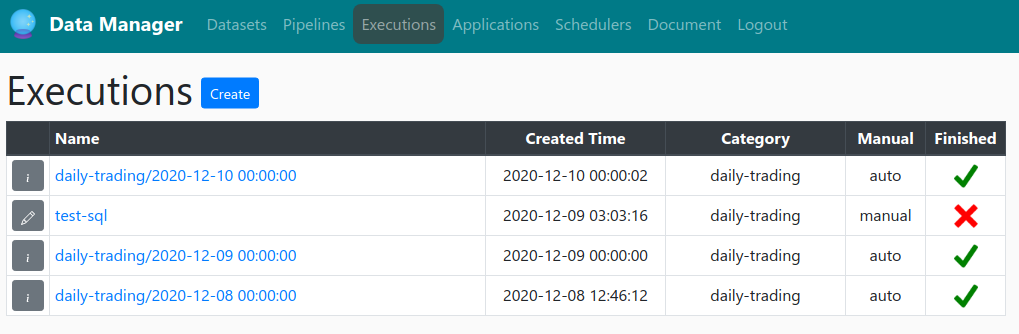 Data Manager Datasets Pipelines Executions Applications Schedulers Document Logout
Executions Create
Name Created Time Category Manual Finished
i daily-trading/2020-12-10 00:00:00 2020-12-10 00:00:02 daily-trading auto
test-sql 2020-12-09 03:03:16 daily-trading manual
i daily-trading/2020-12-09 00:00:00 2020-12-09 00:00:00 daily-trading auto
i daily-trading/2020-12-08 00:00:00 2020-12-08 12:46:12 daily-trading auto